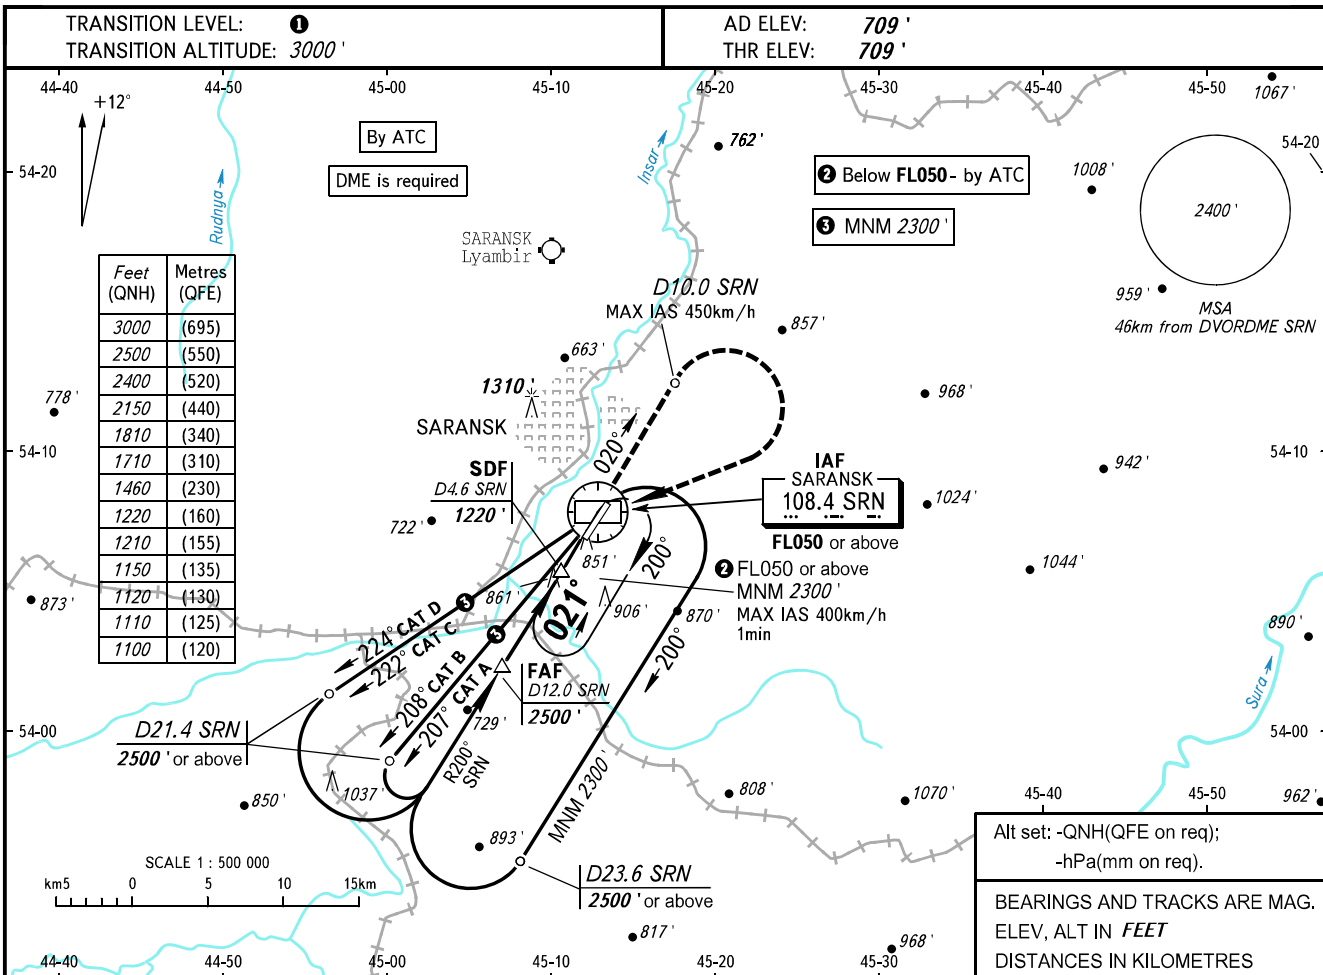 TRANSITION LEVEL: ❶
TRANSITION ALTITUDE: 3000 '
AD ELEV: 709 '
THR ELEV: 709 '
44-40
44-50
45-00
45-10
45-20
45-30
45-40
45-50
+12°
1067 '
By ATC
DME is required
762 '
54-20
54-20
Rudnya
Insar
❷ Below FL050 - by ATC
❸ MNM 2300 '
1008 '
2400 '
SARANSK
Lyambir
Feet (QNH) Metres (QFE)
3000 (695)
2500 (550)
2400 (520)
2150 (440)
1810 (340)
1710 (310)
1460 (230)
1220 (160)
1210 (155)
1150 (135)
1120 (130)
1110 (125)
1100 (120)
D10.0 SRN
MAX IAS 450km/h
959 '
MSA
46km from DVORDME SRN
857 '
663 '
1310 '
778 '
968 '
SARANSK
54-10
54-10
020°
SDF
D4.6 SRN
1220 '
IAF
SARANSK
108.4 SRN
FL050 or above
942 '
1024 '
722 '
1044 '
851 '
200°
❷ FL050 or above
MNM 2300 '
MAX IAS 400km/h
1min
861 '
906 '
870 '
873 '
021°
890 '
❸
❸
224° CAT D
222° CAT C
208° CAT B
207° CAT A
200°
FAF
D12.0 SRN
2500 '
Sura
729 '
D21.4 SRN
2500 ' or above
54-00
54-00
R200°
SRN
MNM 2300'
1037 '
850 '
808 '
1070 '
45-40
45-50
962 '
893 '
D23.6 SRN
2500 ' or above
SCALE 1 : 500 000
km5 0 5 10 15km
817 '
968 '
Alt set: -QNH(QFE on req);
-hPa(mm on req).
BEARINGS AND TRACKS ARE MAG.
ELEV, ALT IN FEET
DISTANCES IN KILOMETRES
44-40
44-50
45-00
45-10
45-20
45-30